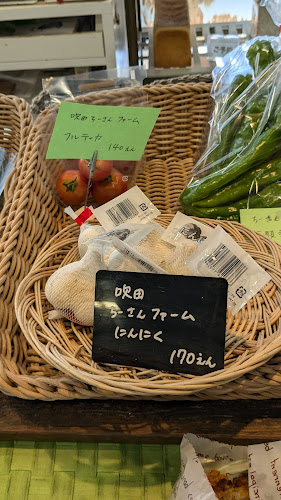 吹田 ちーさん ファーム
フルティカ
140えん
吹田
ちーさん ファーム
にんにく
170えん